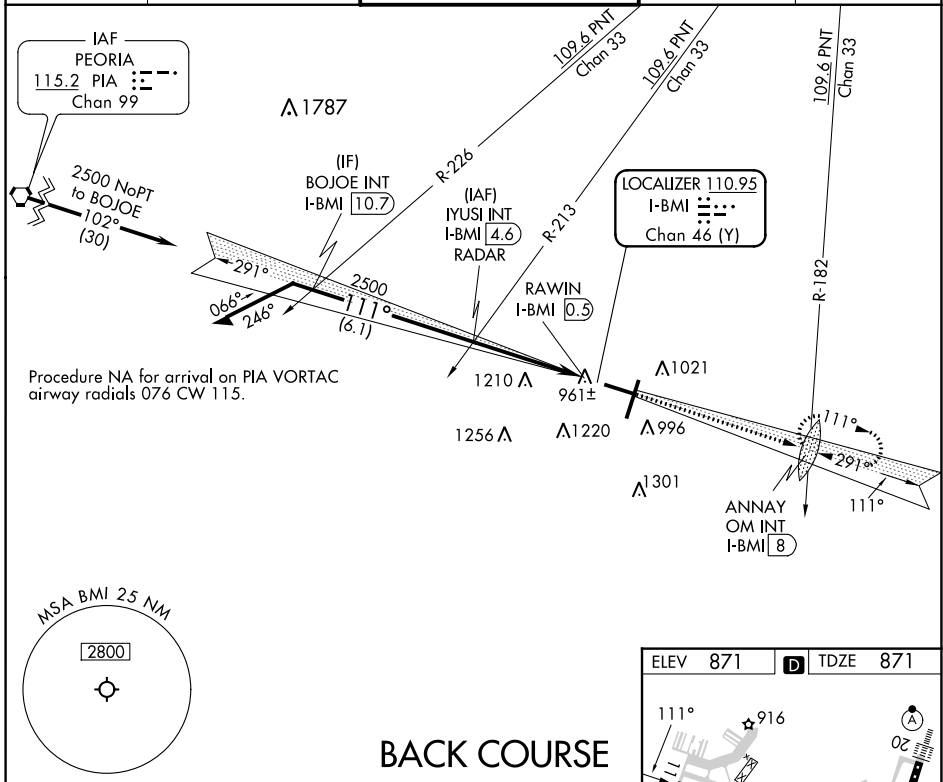 IAF
PEORIA
115.2 PIA
Chan 99
1787
2500 NoPT
to BOJOE
102°
(30)
(IF)
BOJOE INT
I-BMI 10.7
R-226
109.6 PNT
Chan 33
(IAF)
IYUSI INT
I-BMI 4.6
RADAR
R-213
109.6 PNT
Chan 33
LOCALIZER 110.95
I-BMI
Chan 46 (Y)
109.6 PNT
Chan 33
R-182
291°
066°
246°
2500
111°
(6.1)
RAWIN
I-BMI 0.5
Procedure NA for arrival on PIA VORTAC
airway radials 076 CW 115.
1210
961±
1021
1256
1220
996
1301
111°
291°
111°
ANNAY
OM INT
I-BMI 8
MSA BMI 25 NM
2800
BACK COURSE
ELEV 871 D TDZE 871
111°
916
A
20
11